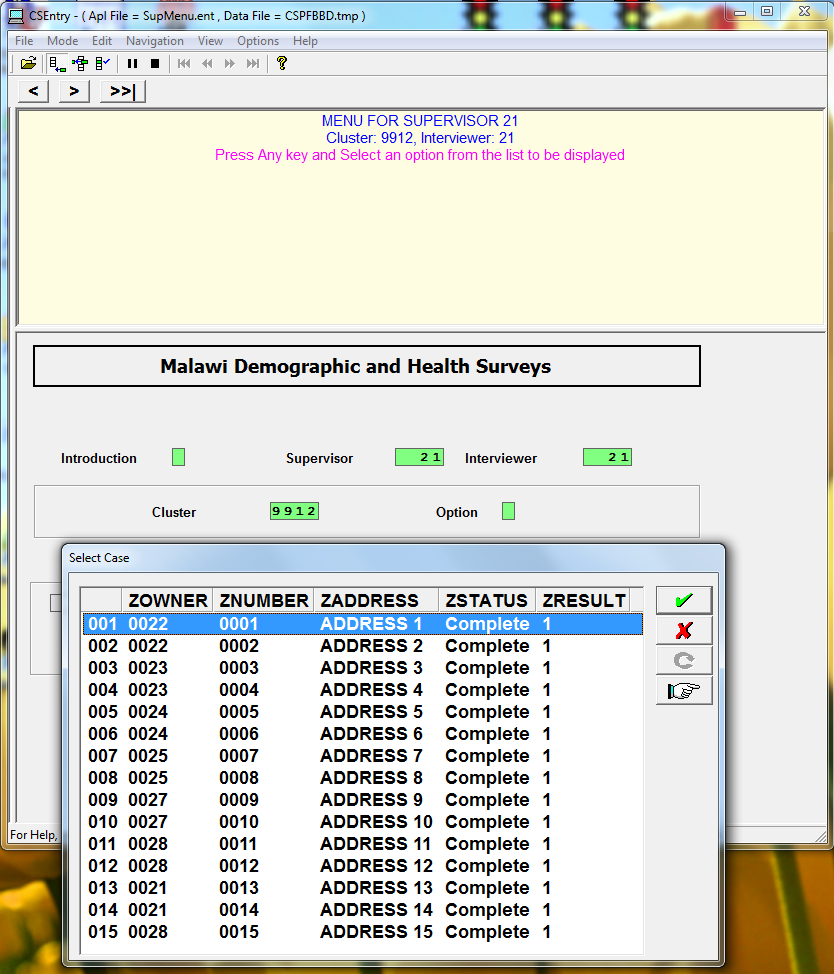 CSEntry - ( Apl File = SupMenu.ent , Data File = CSPFBBD.tmp )
File Mode Edit Navigation View Options Help
< > >>|
MENU FOR SUPERVISOR 21
Cluster: 9912, Interviewer: 21
Press Any key and Select an option from the list to be displayed
Malawi Demographic and Health Surveys
Introduction Supervisor 21 Interviewer 21
Cluster 9912 Option
Select Case
ZOWNER ZNUMBER ZADDRESS ZSTATUS ZRESULT
001 0022 0001 ADDRESS 1 Complete 1
002 0022 0002 ADDRESS 2 Complete 1
003 0023 0003 ADDRESS 3 Complete 1
004 0023 0004 ADDRESS 4 Complete 1
005 0024 0005 ADDRESS 5 Complete 1
006 0024 0006 ADDRESS 6 Complete 1
007 0025 0007 ADDRESS 7 Complete 1
008 0025 0008 ADDRESS 8 Complete 1
009 0027 0009 ADDRESS 9 Complete 1
010 0027 0010 ADDRESS 10 Complete 1
011 0028 0011 ADDRESS 11 Complete 1
012 0028 0012 ADDRESS 12 Complete 1
013 0021 0013 ADDRESS 13 Complete 1
014 0021 0014 ADDRESS 14 Complete 1
015 0028 0015 ADDRESS 15 Complete 1
For Help,